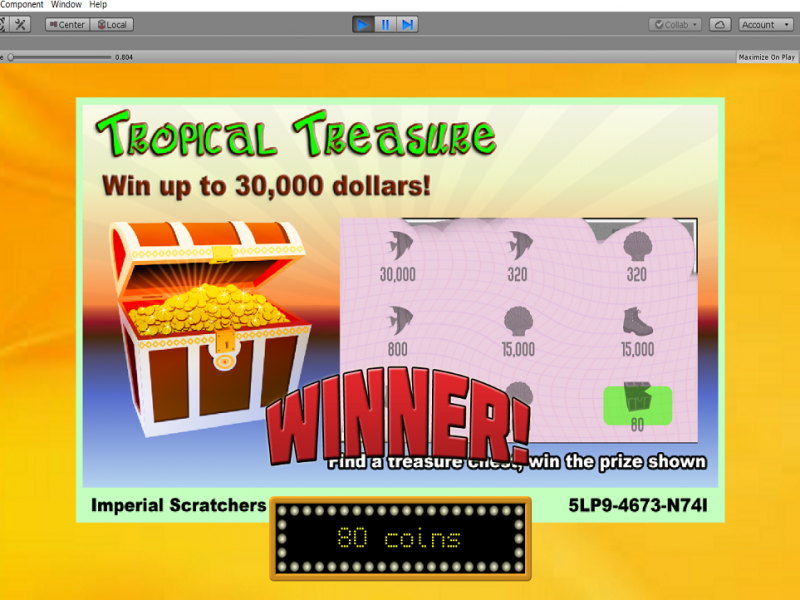 Component Window Help
Center Local Collab Account
0.804 Maximize On Play
Tropical Treasure
Win up to 30,000 dollars!
30,000 320 320
800 15,000 15,000
80
WINNER!
Find a treasure chest, win the prize shown
Imperial Scratchers 5LP9-4673-N74I
80 coins